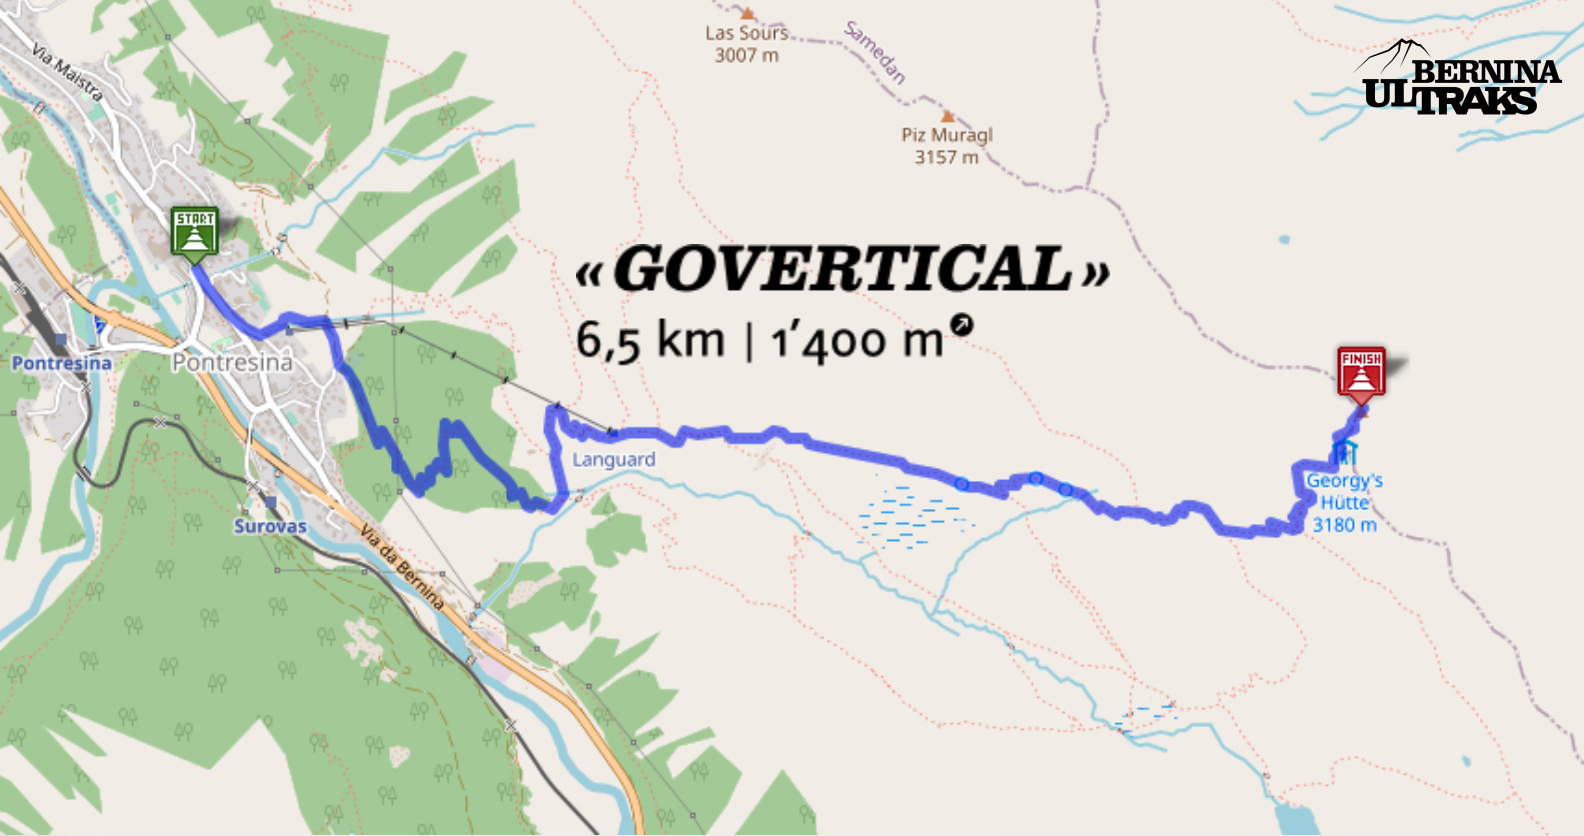 Via Maistra
Las Sours
3007 m
Samedan
BERNINA
ULTRAKS
Piz Muragl
3157 m
START
« GOVERTICAL »
6,5 km | 1'400 m
Pontresina
Pontresina
FINISH
Languard
Georgy's
Hütte
3180 m
Surovas
Via da Bernina